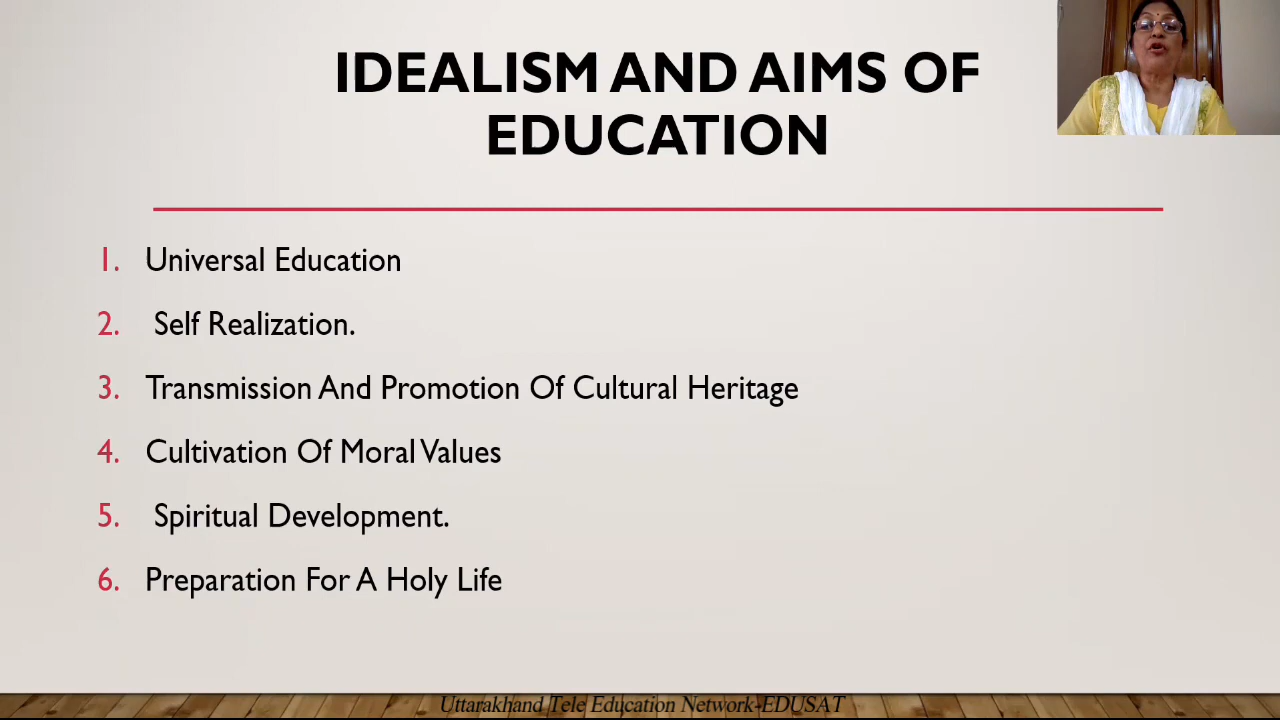 IDEALISM AND AIMS OF
EDUCATION
1. Universal Education
2. Self Realization.
3. Transmission And Promotion Of Cultural Heritage
4. Cultivation Of Moral Values
5. Spiritual Development.
6. Preparation For A Holy Life
Uttarakhand Tele Education Network-EDUSAT